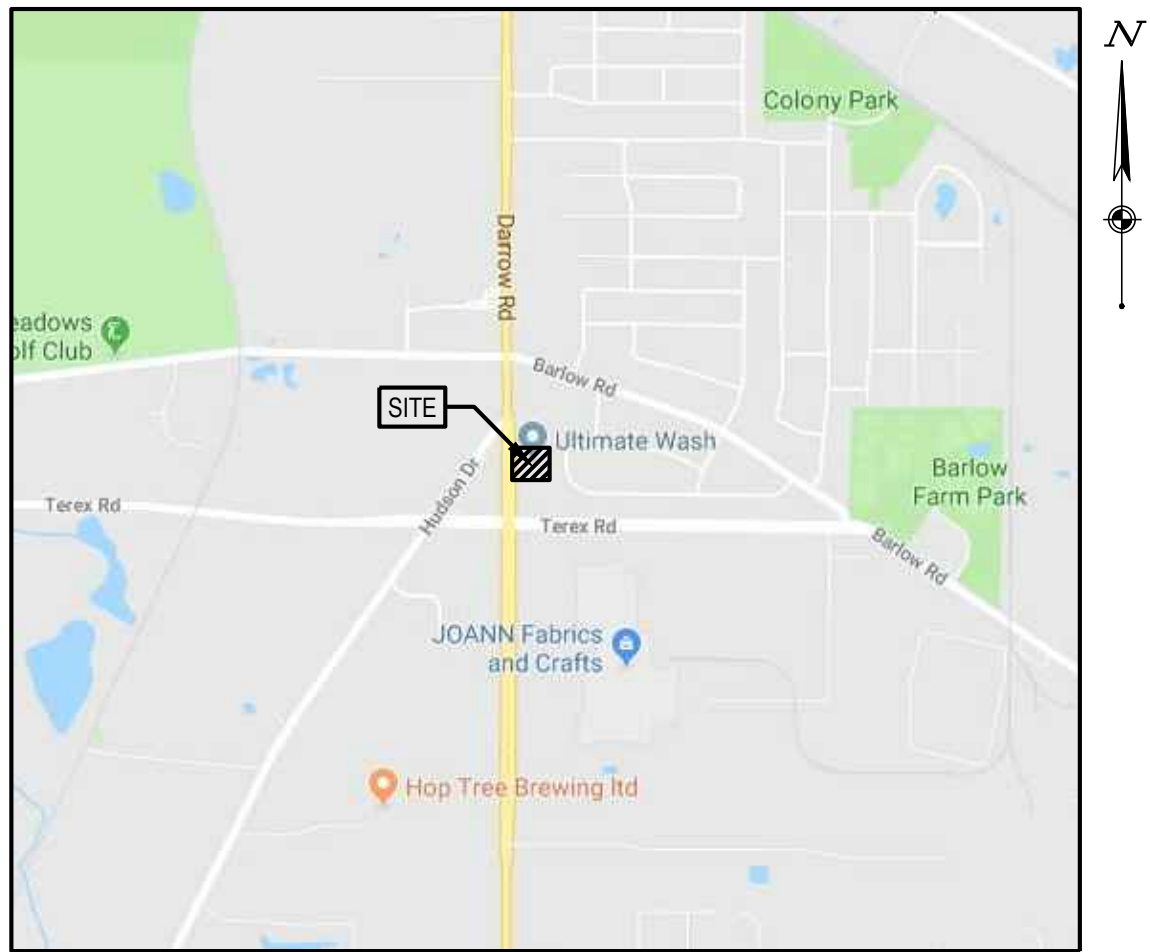 N
Colony Park
Darrow Rd
eadows
olf Club
Barlow Rd
SITE
Ultimate Wash
Hudson Dr
Barlow
Farm Park
Terex Rd
Terex Rd
Barlow Rd
JOANN Fabrics
and Crafts
Hop Tree Brewing ltd